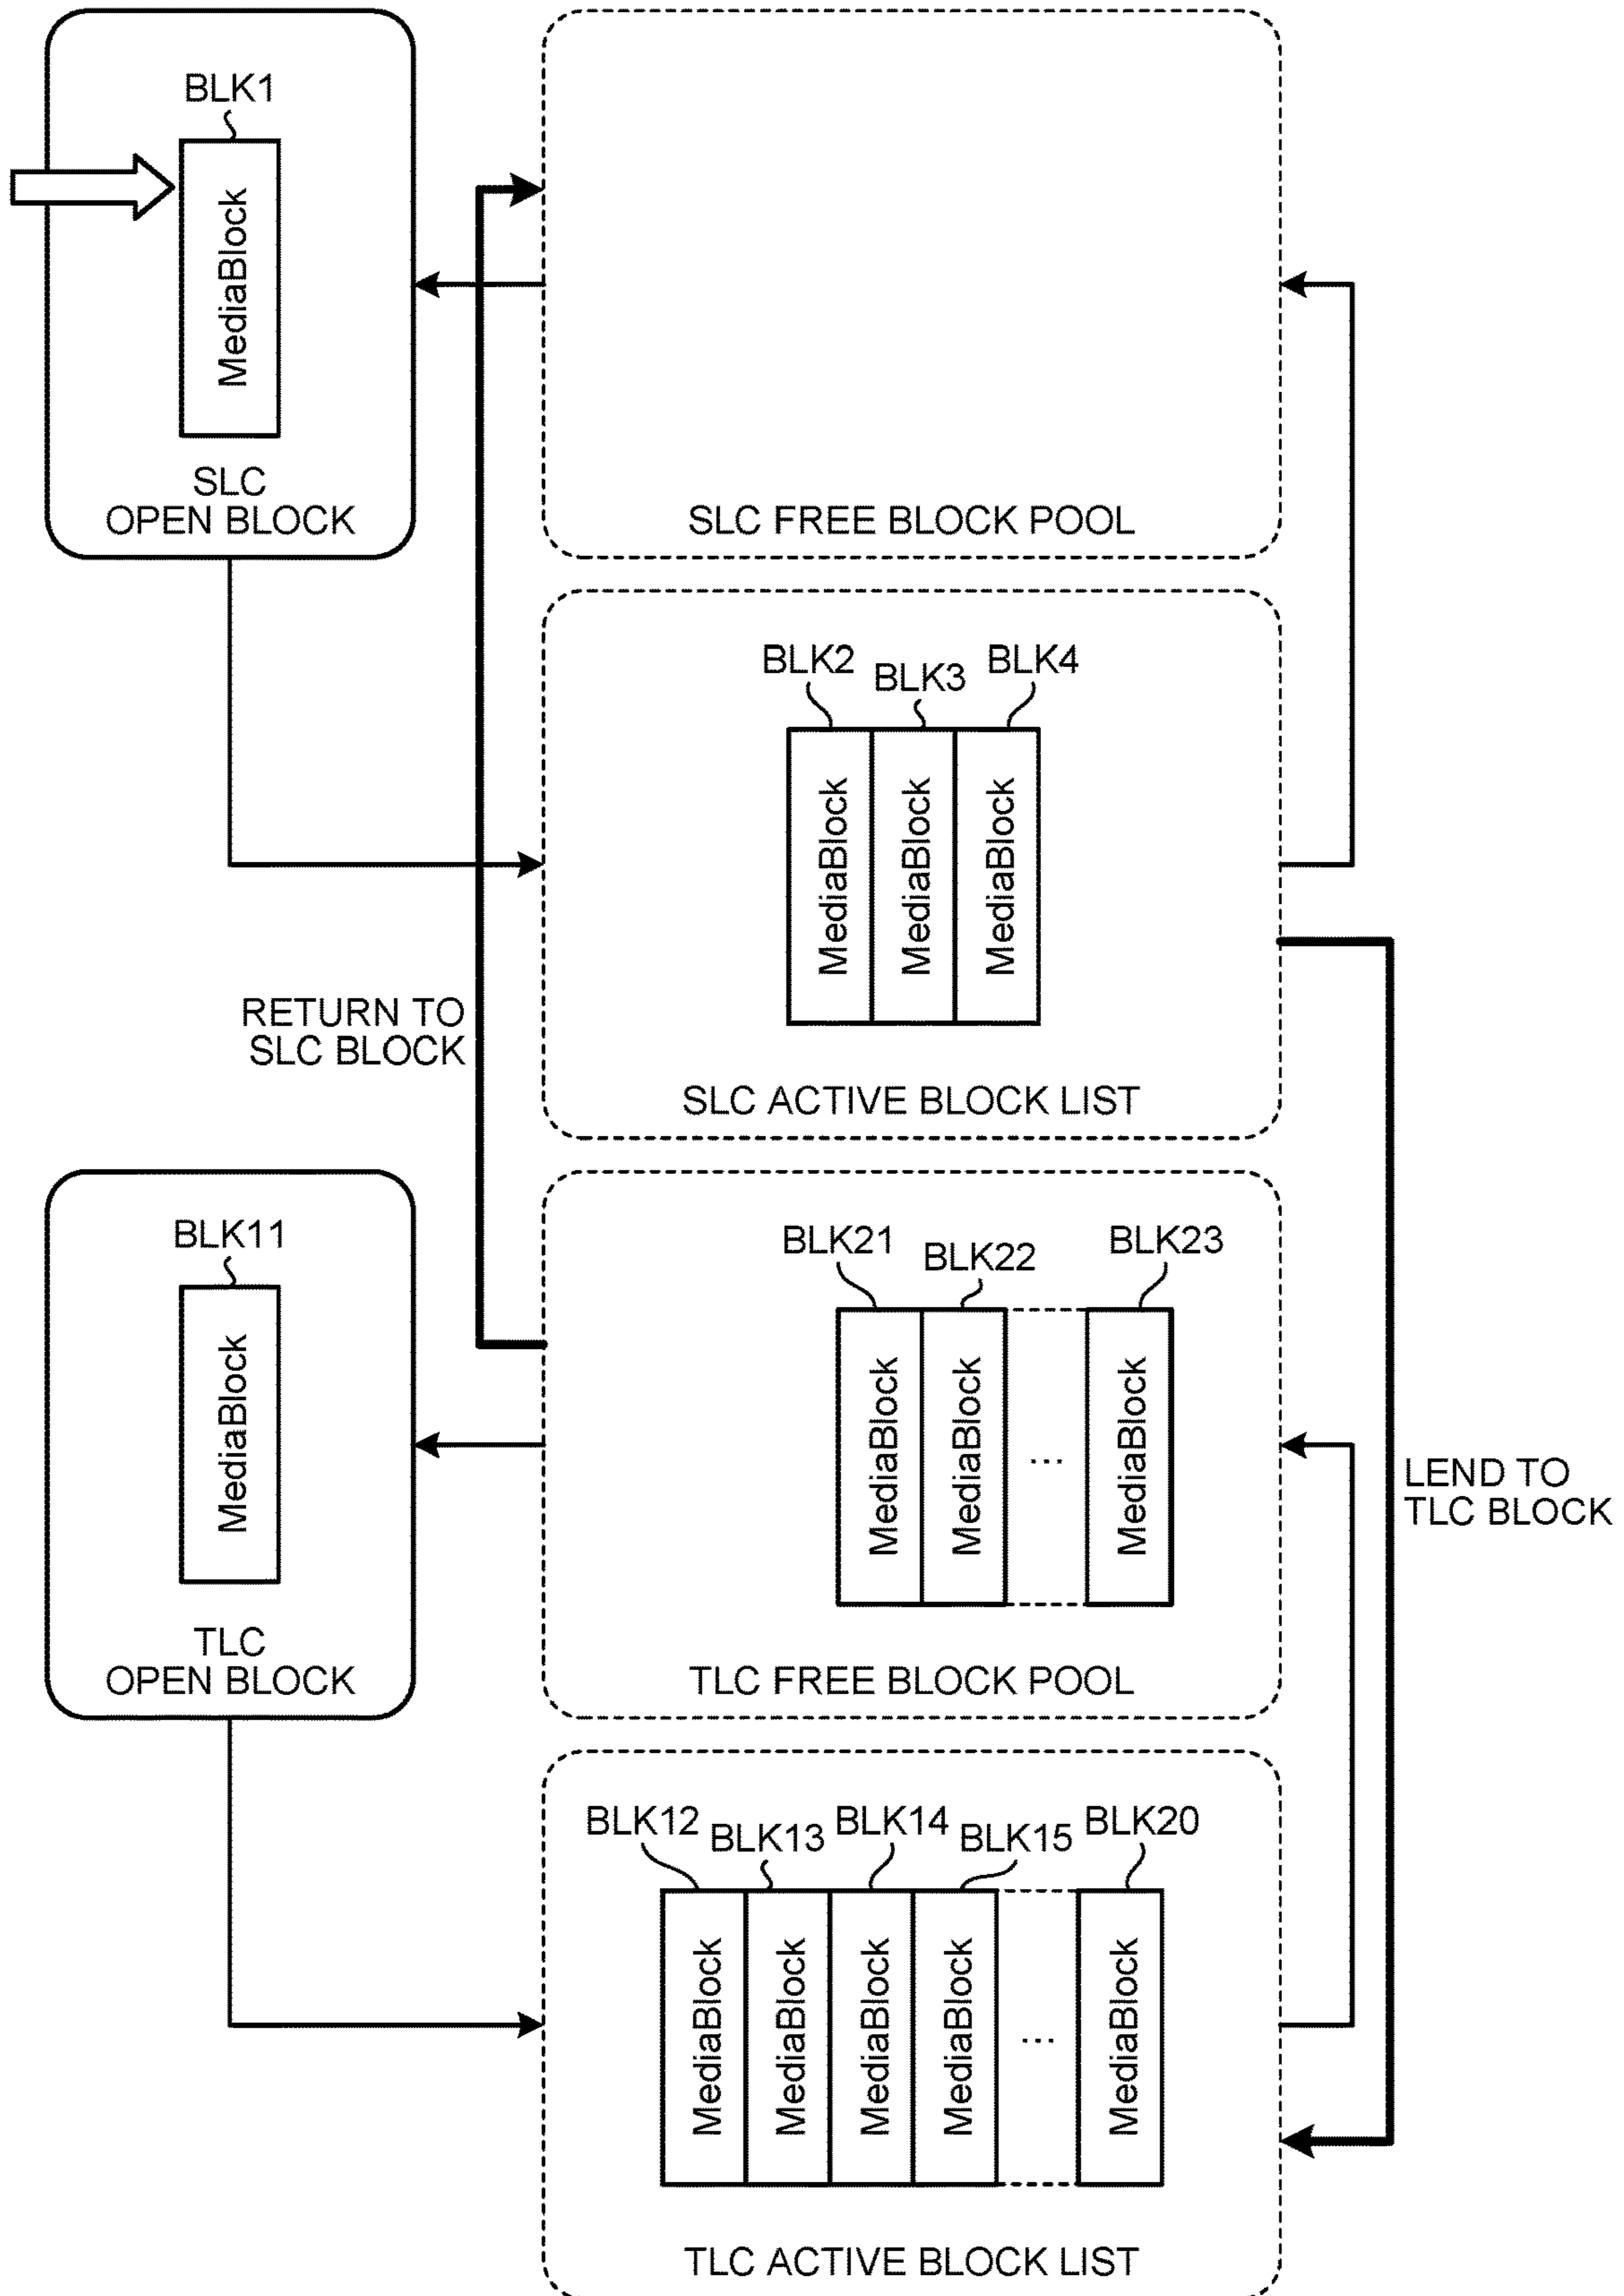 BLK1
MediaBlock
SLC
OPEN BLOCK
SLC FREE BLOCK POOL
BLK2
BLK3
BLK4
MediaBlock
MediaBlock
MediaBlock
SLC ACTIVE BLOCK LIST
RETURN TO
SLC BLOCK
BLK11
MediaBlock
TLC
OPEN BLOCK
BLK21
BLK22
BLK23
MediaBlock
MediaBlock
...
MediaBlock
TLC FREE BLOCK POOL
LEND TO
TLC BLOCK
BLK12
BLK13
BLK14
BLK15
BLK20
MediaBlock
MediaBlock
MediaBlock
MediaBlock
...
MediaBlock
TLC ACTIVE BLOCK LIST